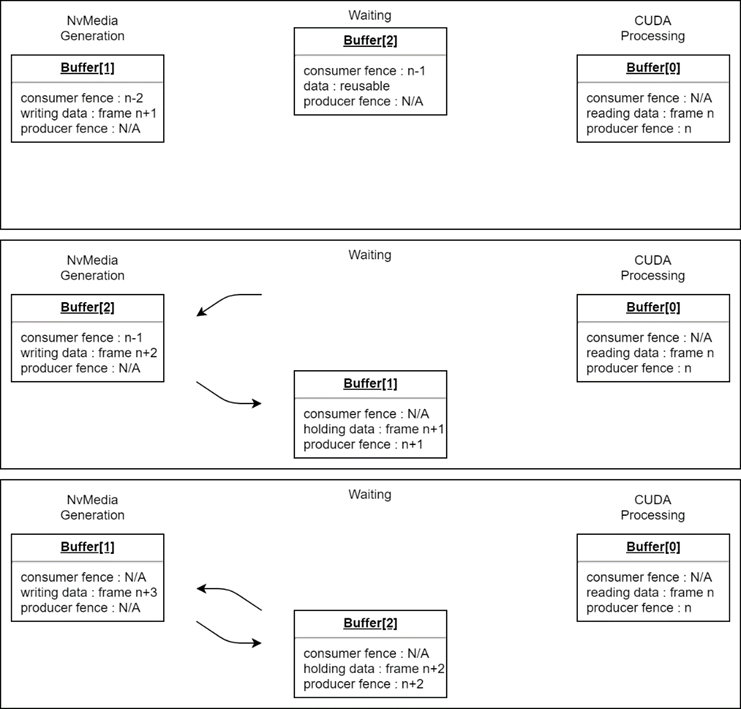 NvMedia
Generation
Waiting
CUDA
Processing
Buffer[1]
consumer fence : n-2
writing data : frame n+1
producer fence : N/A
Buffer[2]
consumer fence : n-1
data : reusable
producer fence : N/A
Buffer[0]
consumer fence : N/A
reading data : frame n
producer fence : n
NvMedia
Generation
Waiting
CUDA
Processing
Buffer[2]
consumer fence : n-1
writing data : frame n+2
producer fence : N/A
Buffer[1]
consumer fence : N/A
holding data : frame n+1
producer fence : n+1
Buffer[0]
consumer fence : N/A
reading data : frame n
producer fence : n
NvMedia
Generation
Waiting
CUDA
Processing
Buffer[1]
consumer fence : N/A
writing data : frame n+3
producer fence : N/A
Buffer[2]
consumer fence : N/A
holding data : frame n+2
producer fence : n+2
Buffer[0]
consumer fence : N/A
reading data : frame n
producer fence : n